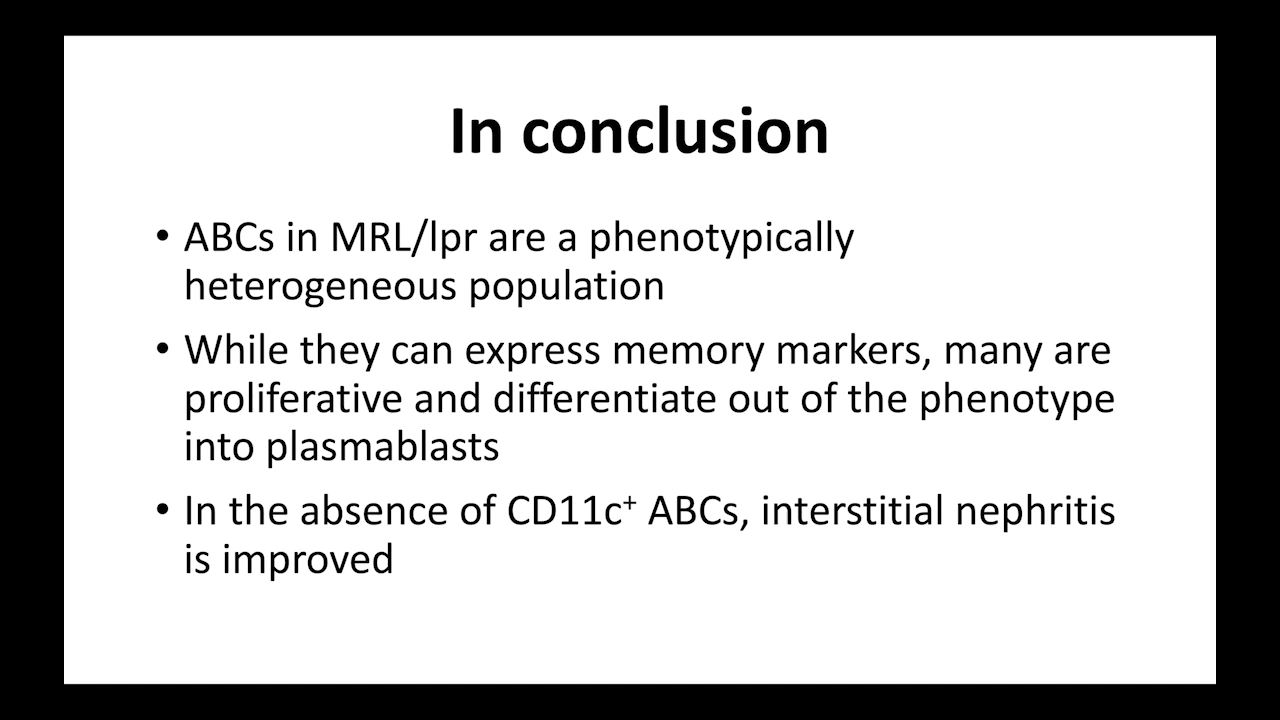 In conclusion
• ABCs in MRL/lpr are a phenotypically
heterogeneous population
• While they can express memory markers, many are
proliferative and differentiate out of the phenotype
into plasmablasts
• In the absence of CD11c⁺ ABCs, interstitial nephritis
is improved